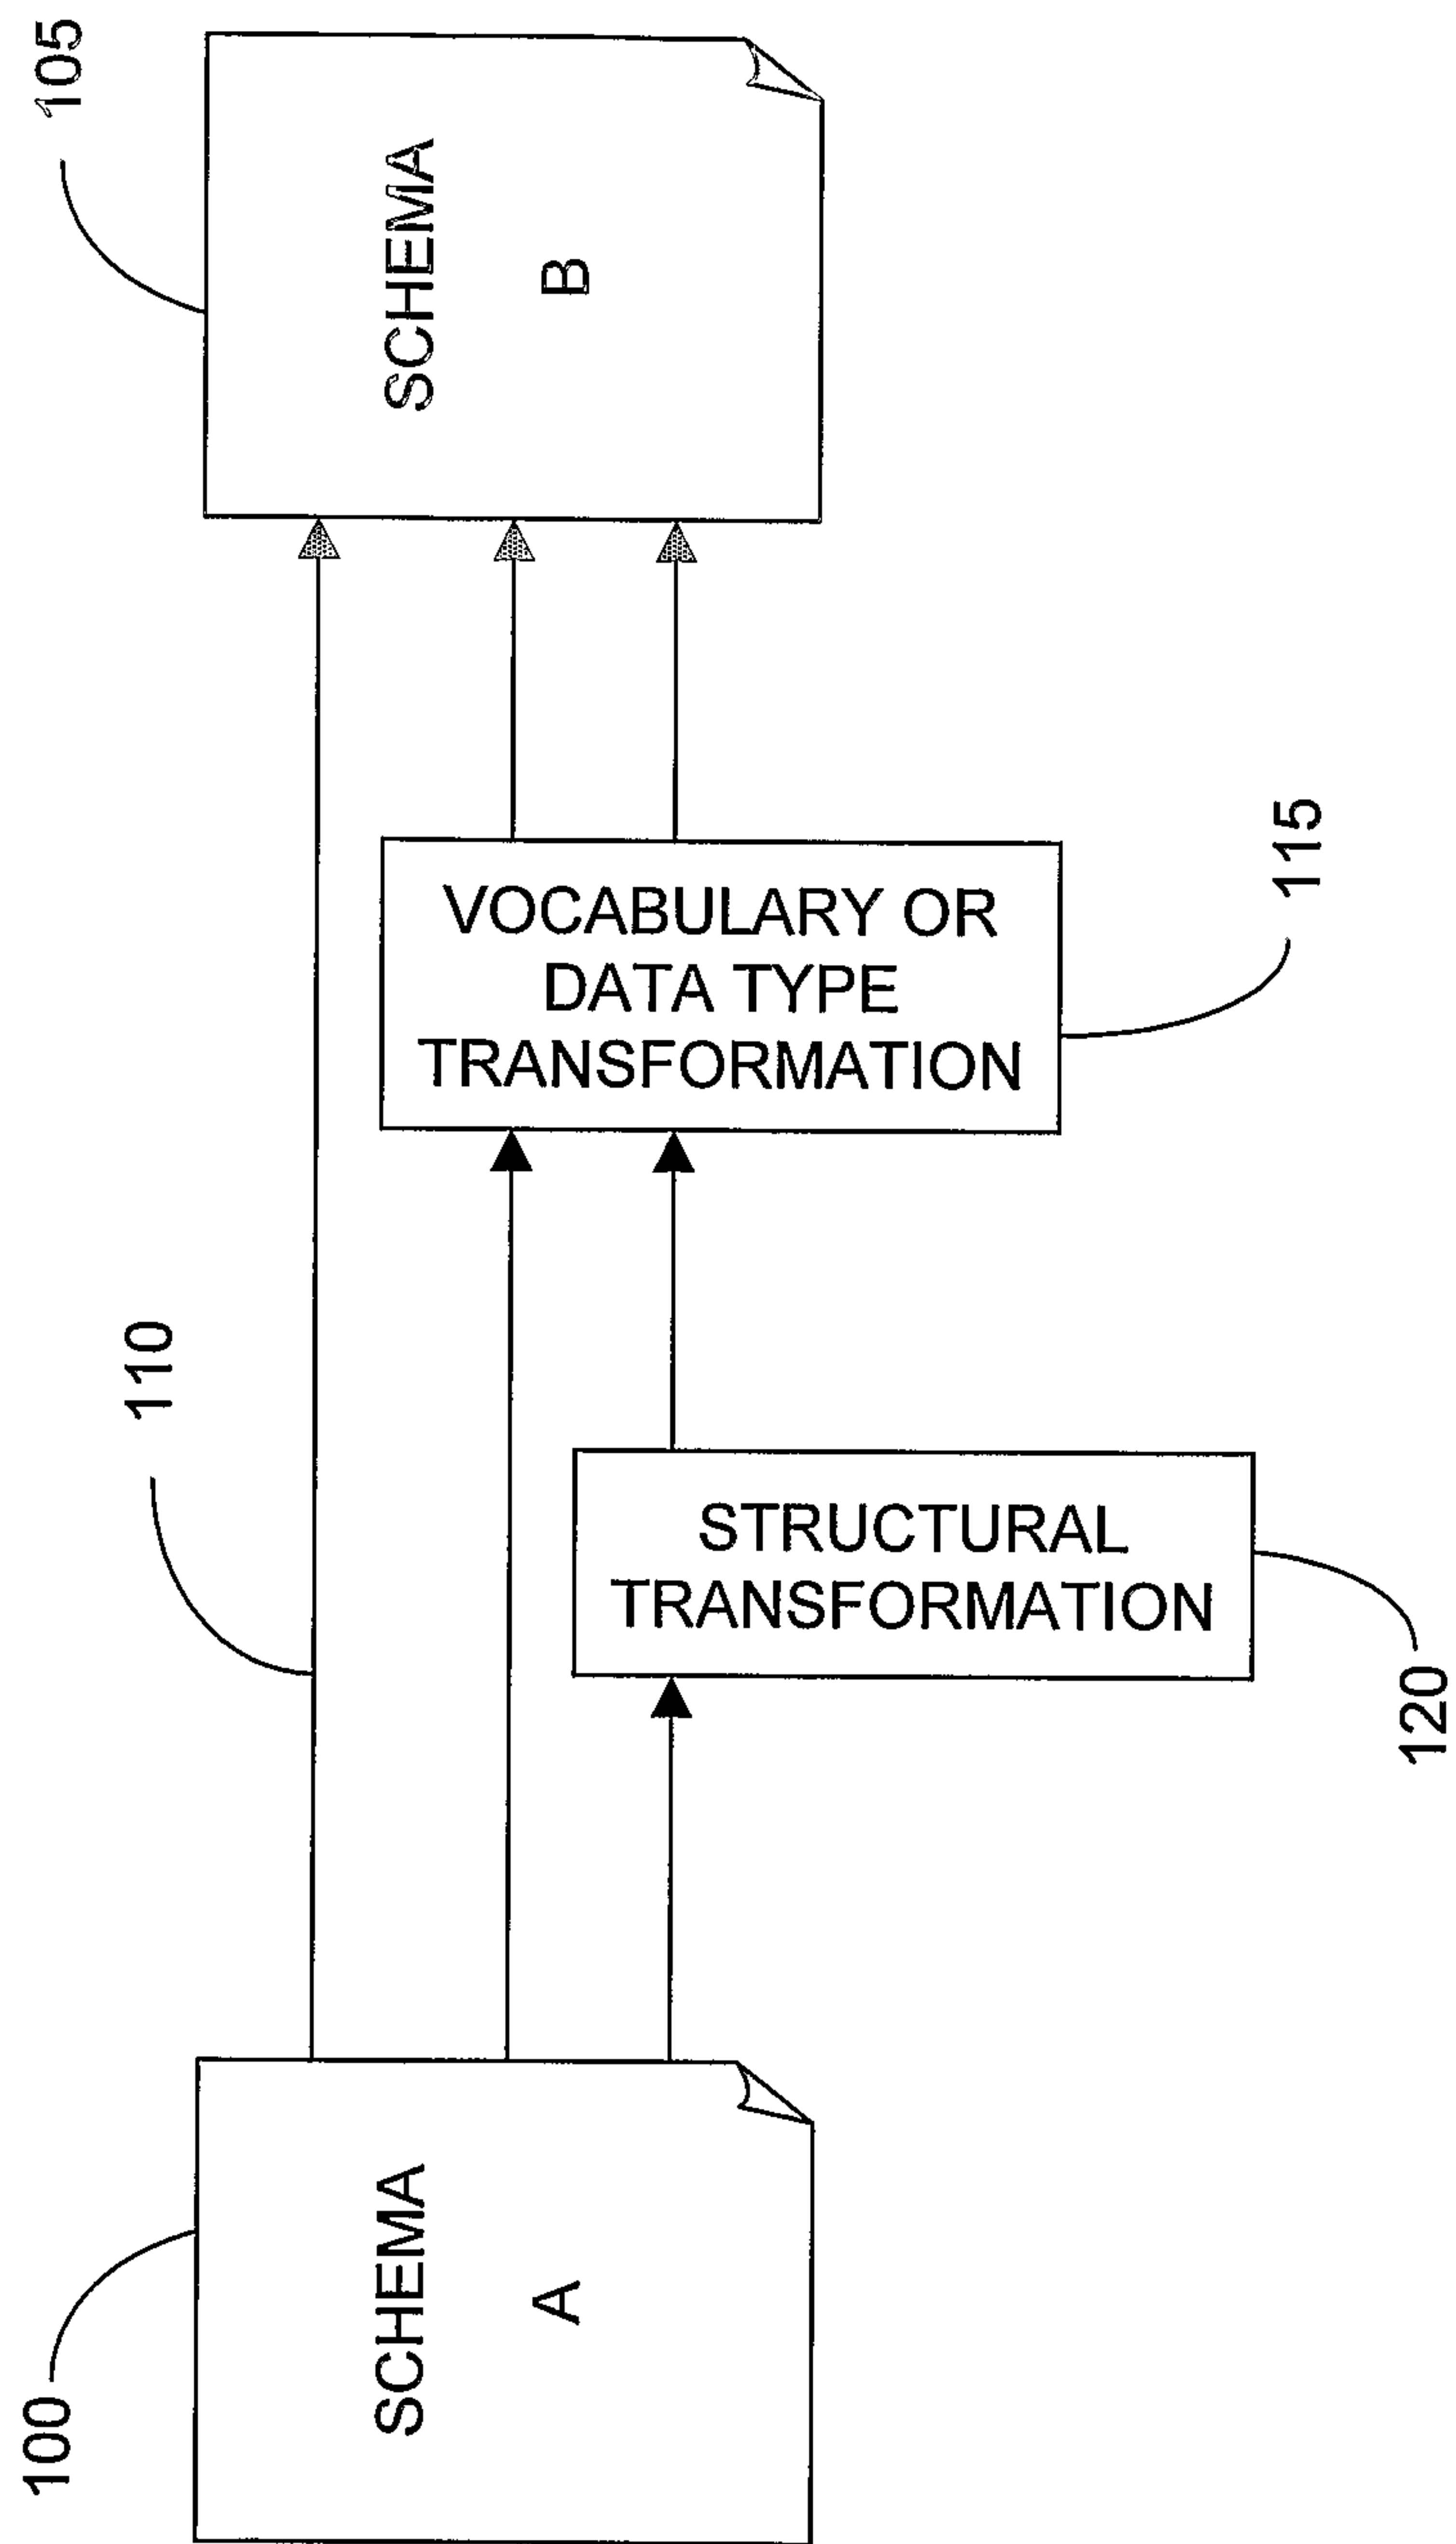 105
SCHEMA
B
VOCABULARY OR
DATA TYPE
TRANSFORMATION
115
110
STRUCTURAL
TRANSFORMATION
120
100
SCHEMA
A